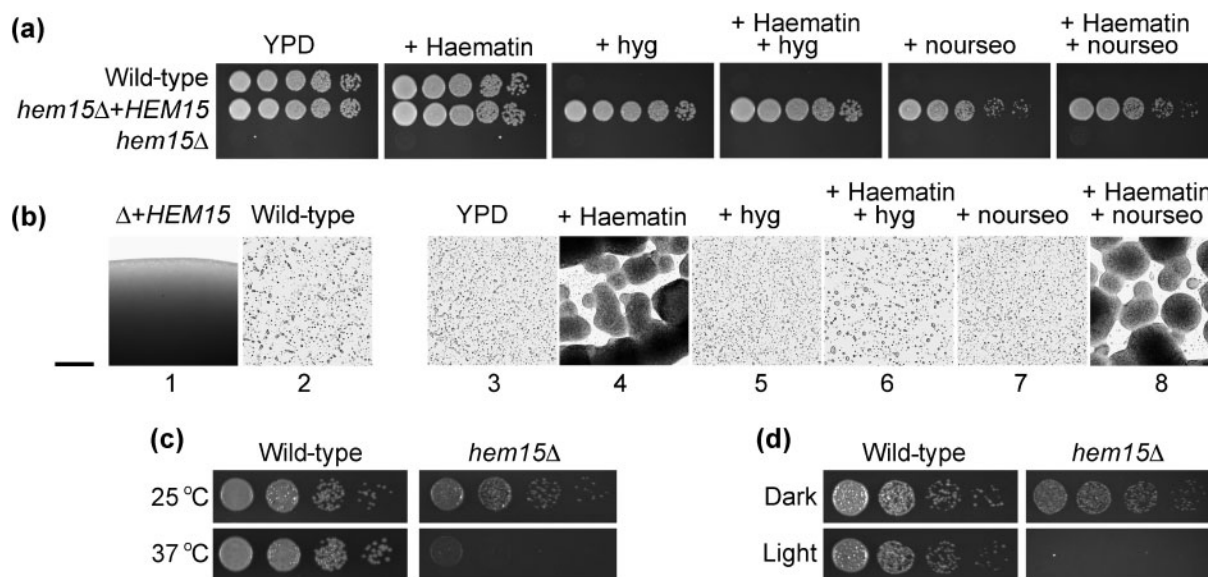 (a)
YPD
+ Haematin
+ hyg
+ Haematin
+ hyg
+ nourseo
+ Haematin
+ nourseo
Wild-type
hem15Δ+HEM15
hem15Δ
(b)
Δ+HEM15
Wild-type
YPD
+ Haematin
+ hyg
+ Haematin
+ hyg
+ nourseo
+ Haematin
+ nourseo
1 2 3 4 5 6 7 8
(c)
Wild-type
hem15Δ
25 °C
37 °C
(d)
Wild-type
hem15Δ
Dark
Light